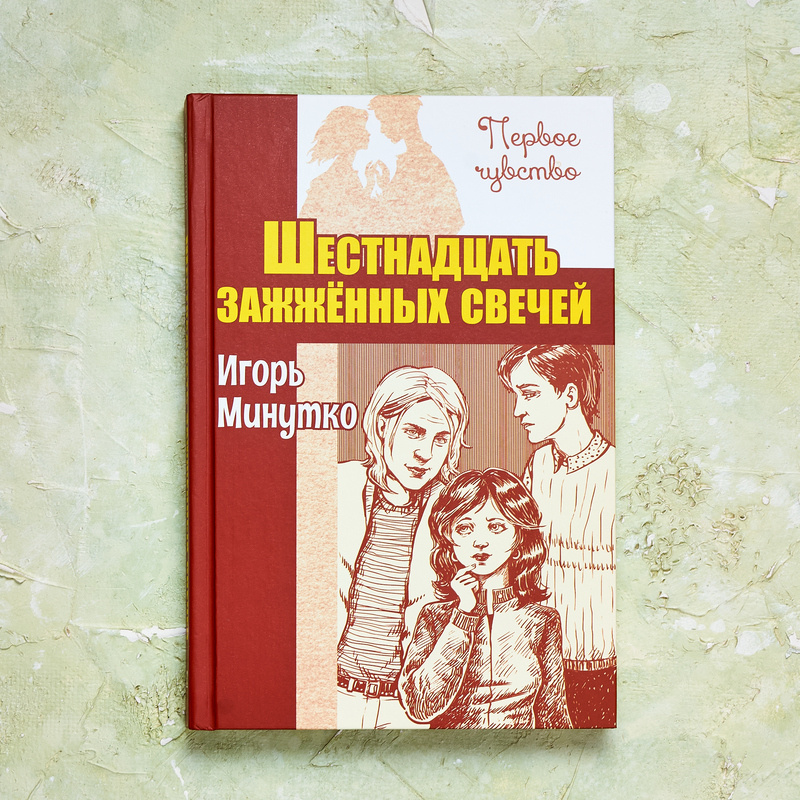 Первое
чувство
Шестнадцать
зажжённых свечей
Игорь
Минутко